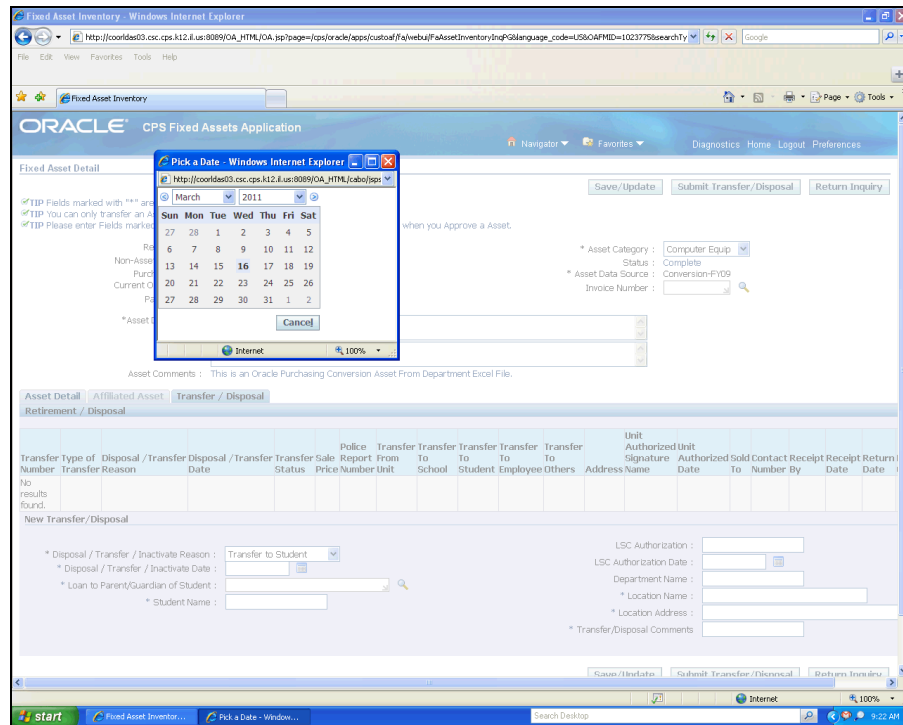 Fixed Asset Inventory - Windows Internet Explorer
http://coorldas03.csc.cps.k12.il.us:8089/OA_HTML/OA.jsp?page=/cps/oracle/apps/custoaf/fa/webui/FaAssetInventoryInqPG&language_code=US&OAFMID=1023775&searchTy
Google
File Edit View Favorites Tools Help
Fixed Asset Inventory
Page Tools
ORACLE CPS Fixed Assets Application
Navigator Favorites Diagnostics Home Logout Preferences
Fixed Asset Detail
Save/Update Submit Transfer/Disposal Return Inquiry
TIP Fields marked with "*" are
TIP You can only transfer an A
TIP Please enter Fields marked
when you Approve a Asset.
Pick a Date - Windows Internet Explorer
http://coorldas03.csc.cps.k12.il.us:8089/OA_HTML/cabo/jsps
March 2011
Sun Mon Tue Wed Thu Fri Sat
27 28 1 2 3 4 5
6 7 8 9 10 11 12
13 14 15 16 17 18 19
20 21 22 23 24 25 26
27 28 29 30 31 1 2
Cancel
Internet 100%
Re
Non-Asse
Purch
Current O
Pa
*Asset D
* Asset Category : Computer Equip
Status : Complete
* Asset Data Source : Conversion-FY09
Invoice Number :
Asset Comments : This is an Oracle Purchasing Conversion Asset From Department Excel File.
Asset Detail Affiliated Asset Transfer / Disposal
Retirement / Disposal
Transfer Number
Type of Transfer
Disposal /Transfer Reason
Disposal /Transfer Date
Transfer Status
Sale Price
Police Report Number
Transfer From Unit
Transfer To School
Transfer To Student
Transfer To Employee
Transfer To Others
Address
Unit Authorized Signature Name
Unit Authorized Date
Sold To
Contact Number
Receipt By
Receipt Date
Return Date
No results found.
New Transfer/Disposal
* Disposal / Transfer / Inactivate Reason : Transfer to Student
* Disposal / Transfer / Inactivate Date :
* Loan to Parent/Guardian of Student :
* Student Name :
LSC Authorization :
LSC Authorization Date :
Department Name :
* Location Name :
* Location Address :
* Transfer/Disposal Comments
Save/Update Submit Transfer/Disposal Return Inquiry
Internet 100%
start Fixed Asset Inventor... Pick a Date - Window... Search Desktop 9:22 AM